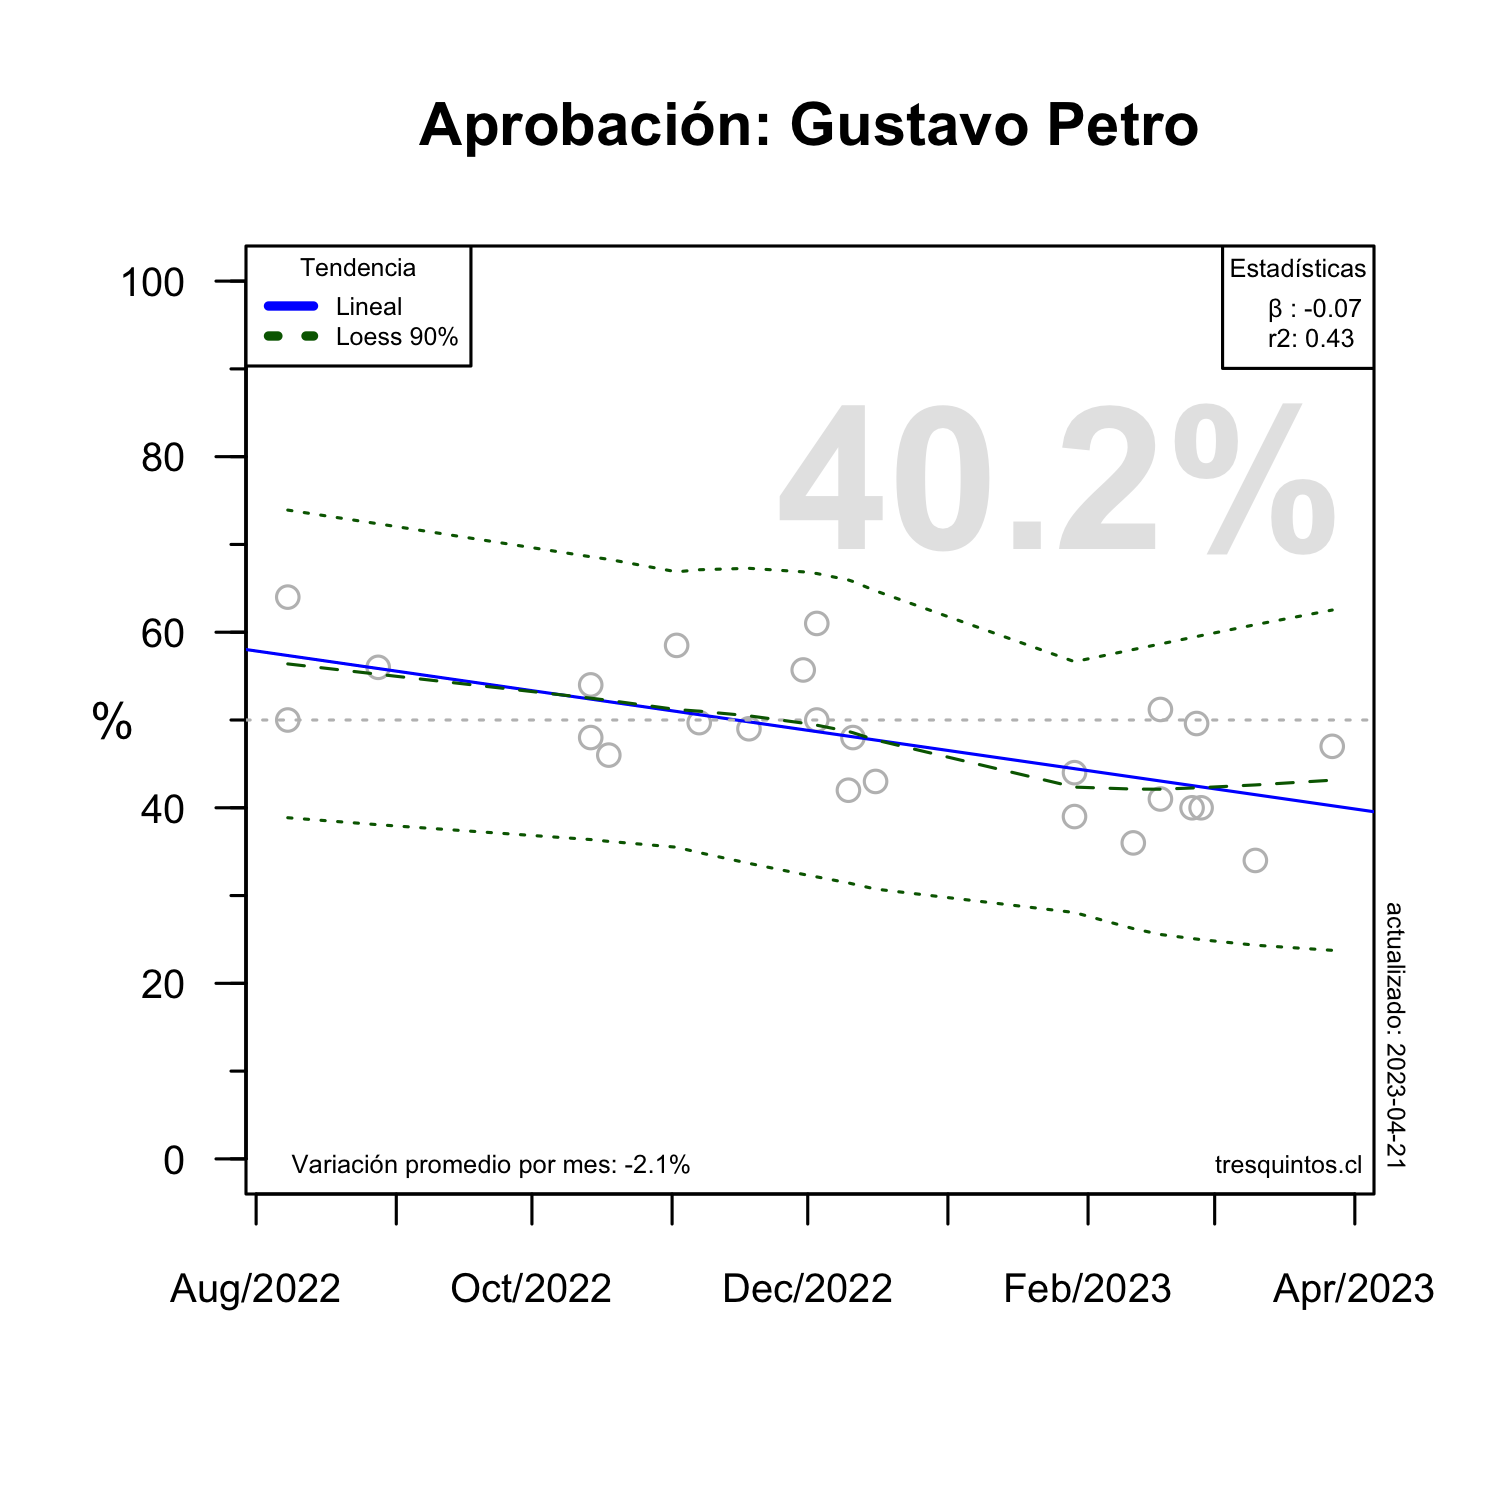 Aprobación: Gustavo Petro
Tendencia
Lineal
Loess 90%
Estadísticas
β : -0.07
r2: 0.43
40.2%
100
80
60
40
20
0
%
Variación promedio por mes: -2.1%
tresquintos.cl
actualizado: 2023-04-21
Aug/2022
Oct/2022
Dec/2022
Feb/2023
Apr/2023